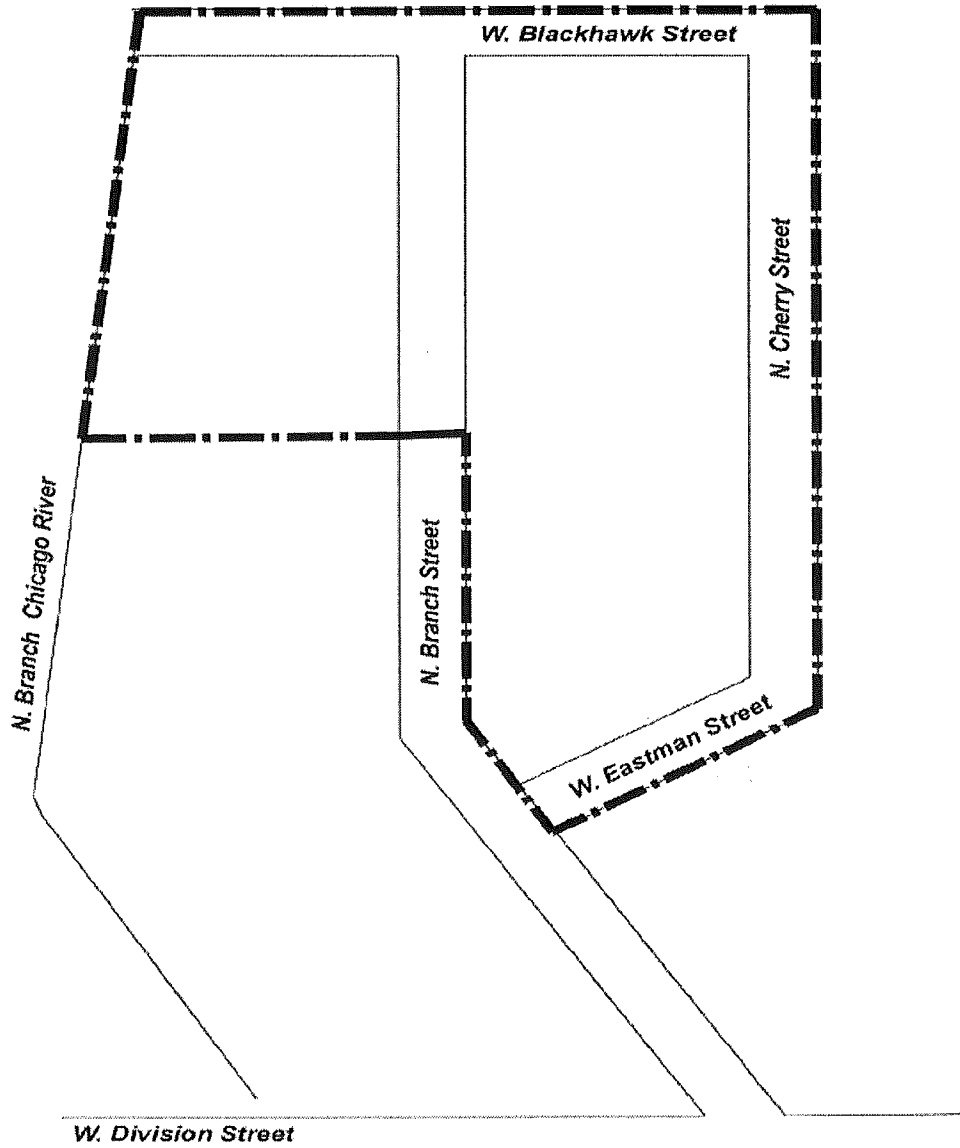 W. Blackhawk Street
N. Cherry Street
N. Branch Chicago River
N. Branch Street
W. Eastman Street
W. Division Street